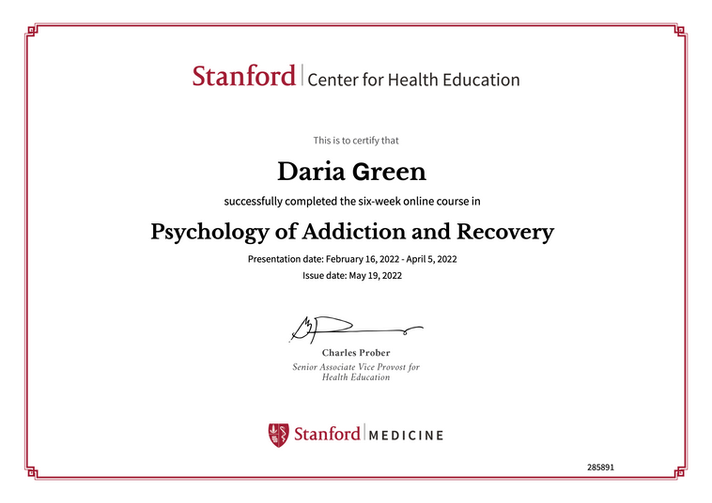 Stanford Center for Health Education
This is to certify that
Daria Green
successfully completed the six-week online course in
Psychology of Addiction and Recovery
Presentation date: February 16, 2022 - April 5, 2022
Issue date: May 19, 2022
Charles Prober
Senior Associate Vice Provost for
Health Education
Stanford MEDICINE
285891